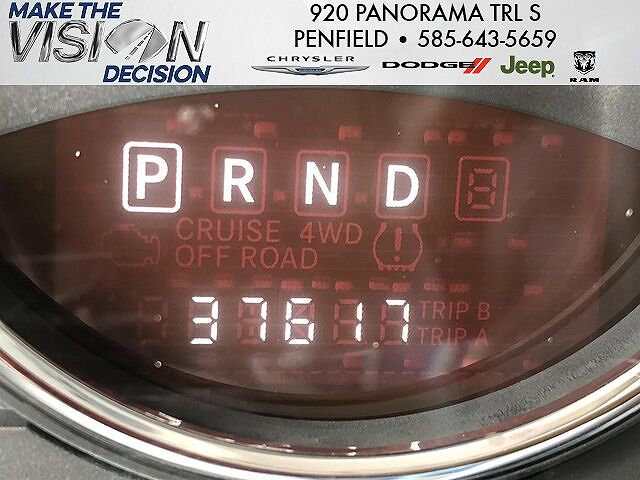 MAKE THE
VISION
DECISION
920 PANORAMA TRL S
PENFIELD • 585-643-5659
CHRYSLER DODGE Jeep RAM
P R N D 8
CRUISE 4WD
OFF ROAD
37617
TRIP B
TRIP A